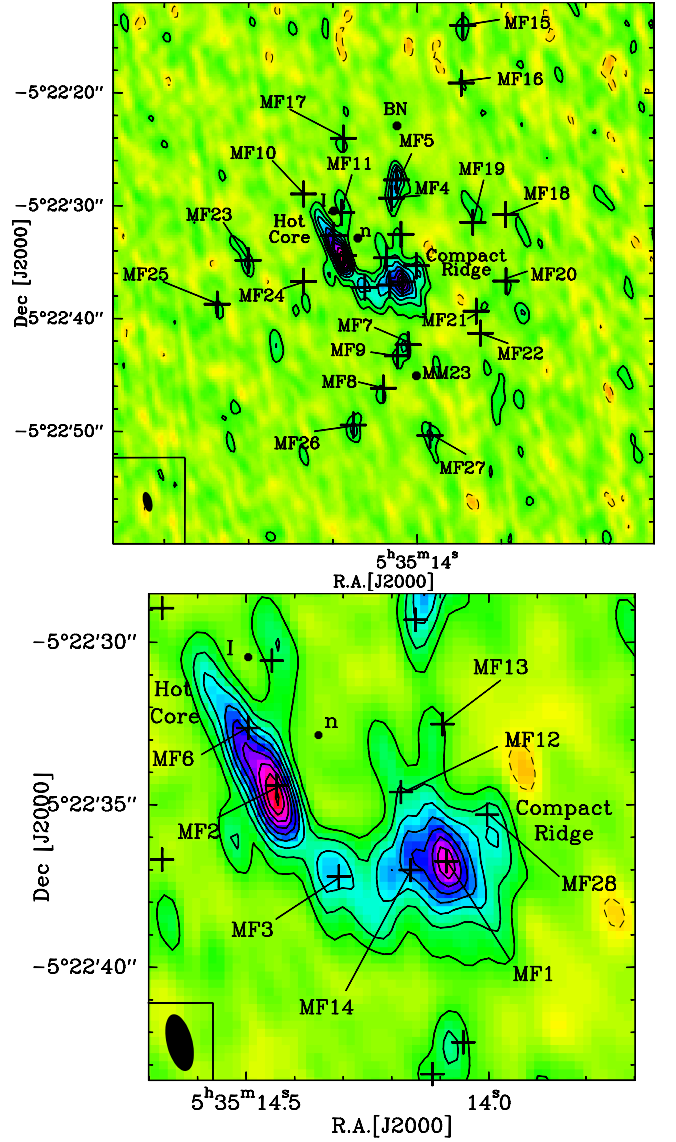 MF15
−5°22′20″
MF16
MF17
BN
MF5
MF10
MF11
MF19
I
MF4
MF18
−5°22′30″
MF23
Hot
Core
n
Compact
Ridge
MF25
MF24
MF20
Dec [J2000]
−5°22′40″
MF7
MF21
MF9
MF22
MF8
MM23
−5°22′50″
MF26
MF27
5ʰ35ᵐ14ˢ
R.A.[J2000]
−5°22′30″
I
MF13
Hot
Core
n
MF6
MF12
Dec [J2000]
−5°22′35″
Compact
Ridge
MF2
MF28
MF3
−5°22′40″
MF1
MF14
5ʰ35ᵐ14ˢ.5
14ˢ.0
R.A.[J2000]